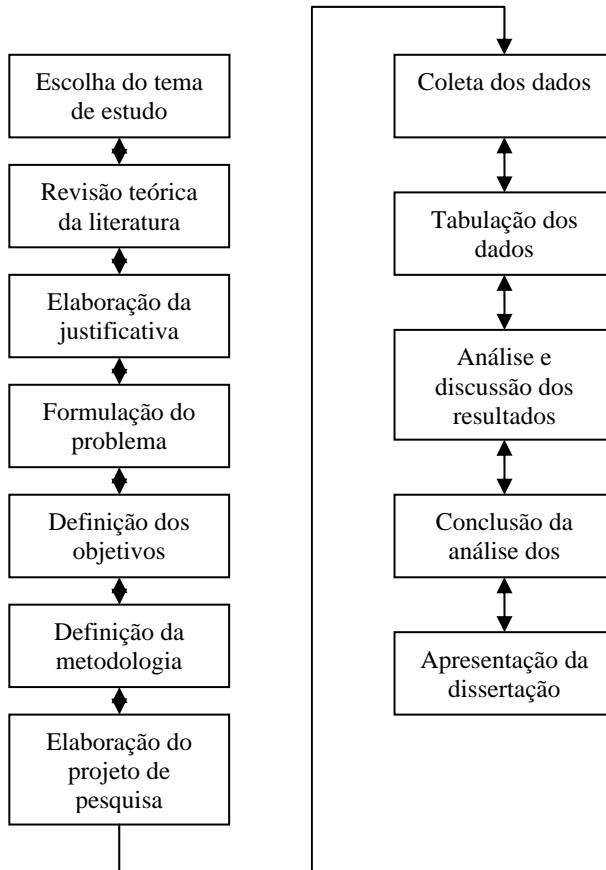 Escolha do tema
de estudo
Revisão teórica
da literatura
Elaboração da
justificativa
Formulação do
problema
Definição dos
objetivos
Definição da
metodologia
Elaboração do
projeto de
pesquisa
Coleta dos dados
Tabulação dos
dados
Análise e
discussão dos
resultados
Conclusão da
análise dos
Apresentação da
dissertação